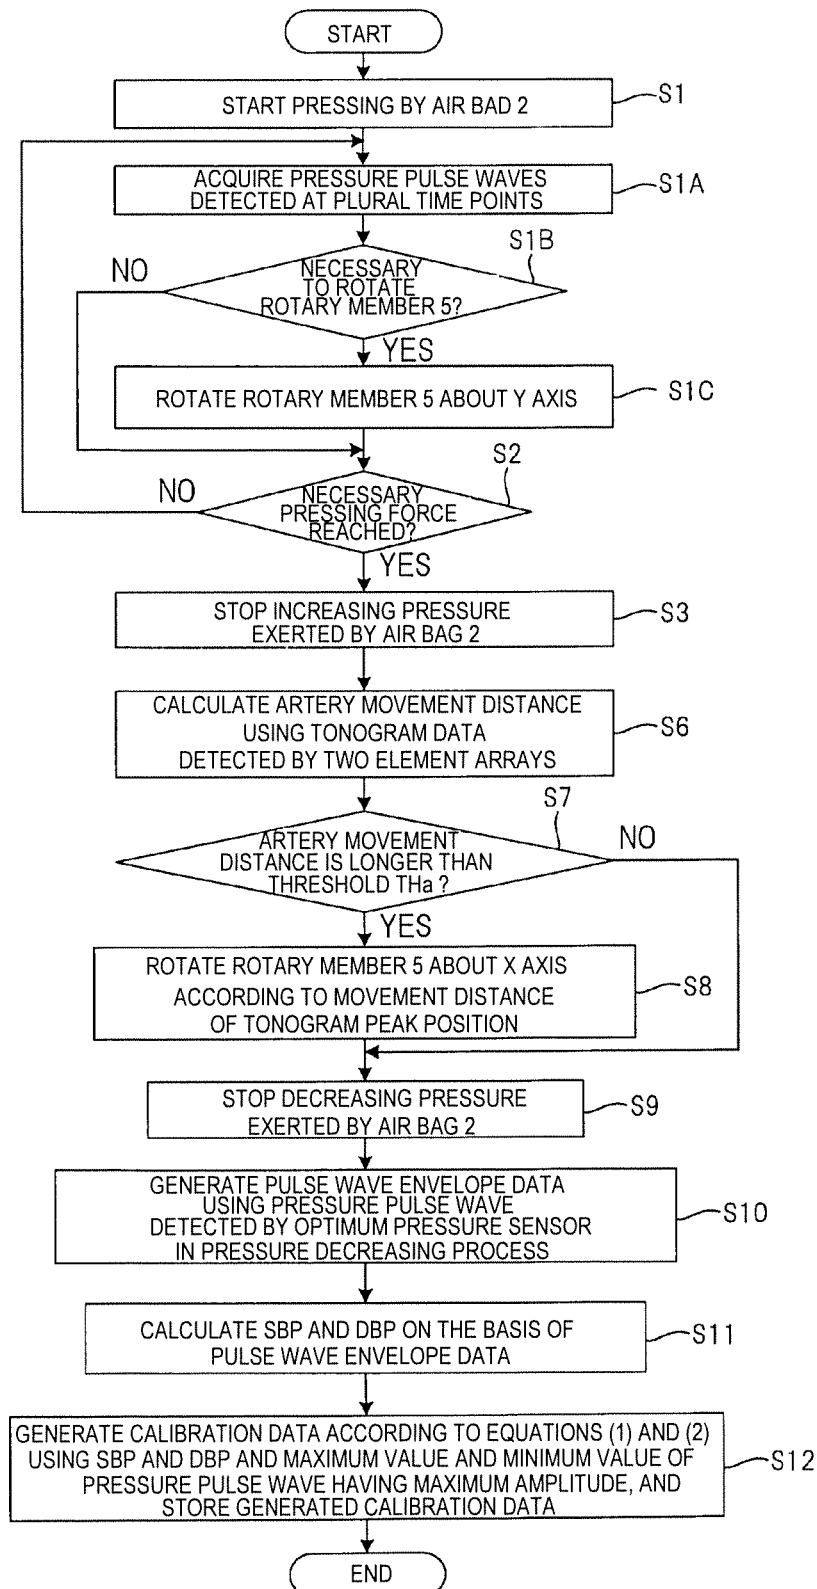 START
START PRESSING BY AIR BAD 2
S1
ACQUIRE PRESSURE PULSE WAVES
DETECTED AT PLURAL TIME POINTS
S1A
S1B
NO
NECESSARY
TO ROTATE
ROTARY MEMBER 5?
YES
ROTATE ROTARY MEMBER 5 ABOUT Y AXIS
S1C
S2
NO
NECESSARY
PRESSING FORCE
REACHED?
YES
STOP INCREASING PRESSURE
EXERTED BY AIR BAG 2
S3
CALCULATE ARTERY MOVEMENT DISTANCE
USING TONOGRAM DATA
DETECTED BY TWO ELEMENT ARRAYS
S6
S7
ARTERY MOVEMENT
DISTANCE IS LONGER THAN
THRESHOLD THa ?
NO
YES
ROTATE ROTARY MEMBER 5 ABOUT X AXIS
ACCORDING TO MOVEMENT DISTANCE
OF TONOGRAM PEAK POSITION
S8
STOP DECREASING PRESSURE
EXERTED BY AIR BAG 2
S9
GENERATE PULSE WAVE ENVELOPE DATA
USING PRESSURE PULSE WAVE
DETECTED BY OPTIMUM PRESSURE SENSOR
IN PRESSURE DECREASING PROCESS
S10
CALCULATE SBP AND DBP ON THE BASIS OF
PULSE WAVE ENVELOPE DATA
S11
GENERATE CALIBRATION DATA ACCORDING TO EQUATIONS (1) AND (2)
USING SBP AND DBP AND MAXIMUM VALUE AND MINIMUM VALUE OF
PRESSURE PULSE WAVE HAVING MAXIMUM AMPLITUDE, AND
STORE GENERATED CALIBRATION DATA
S12
END